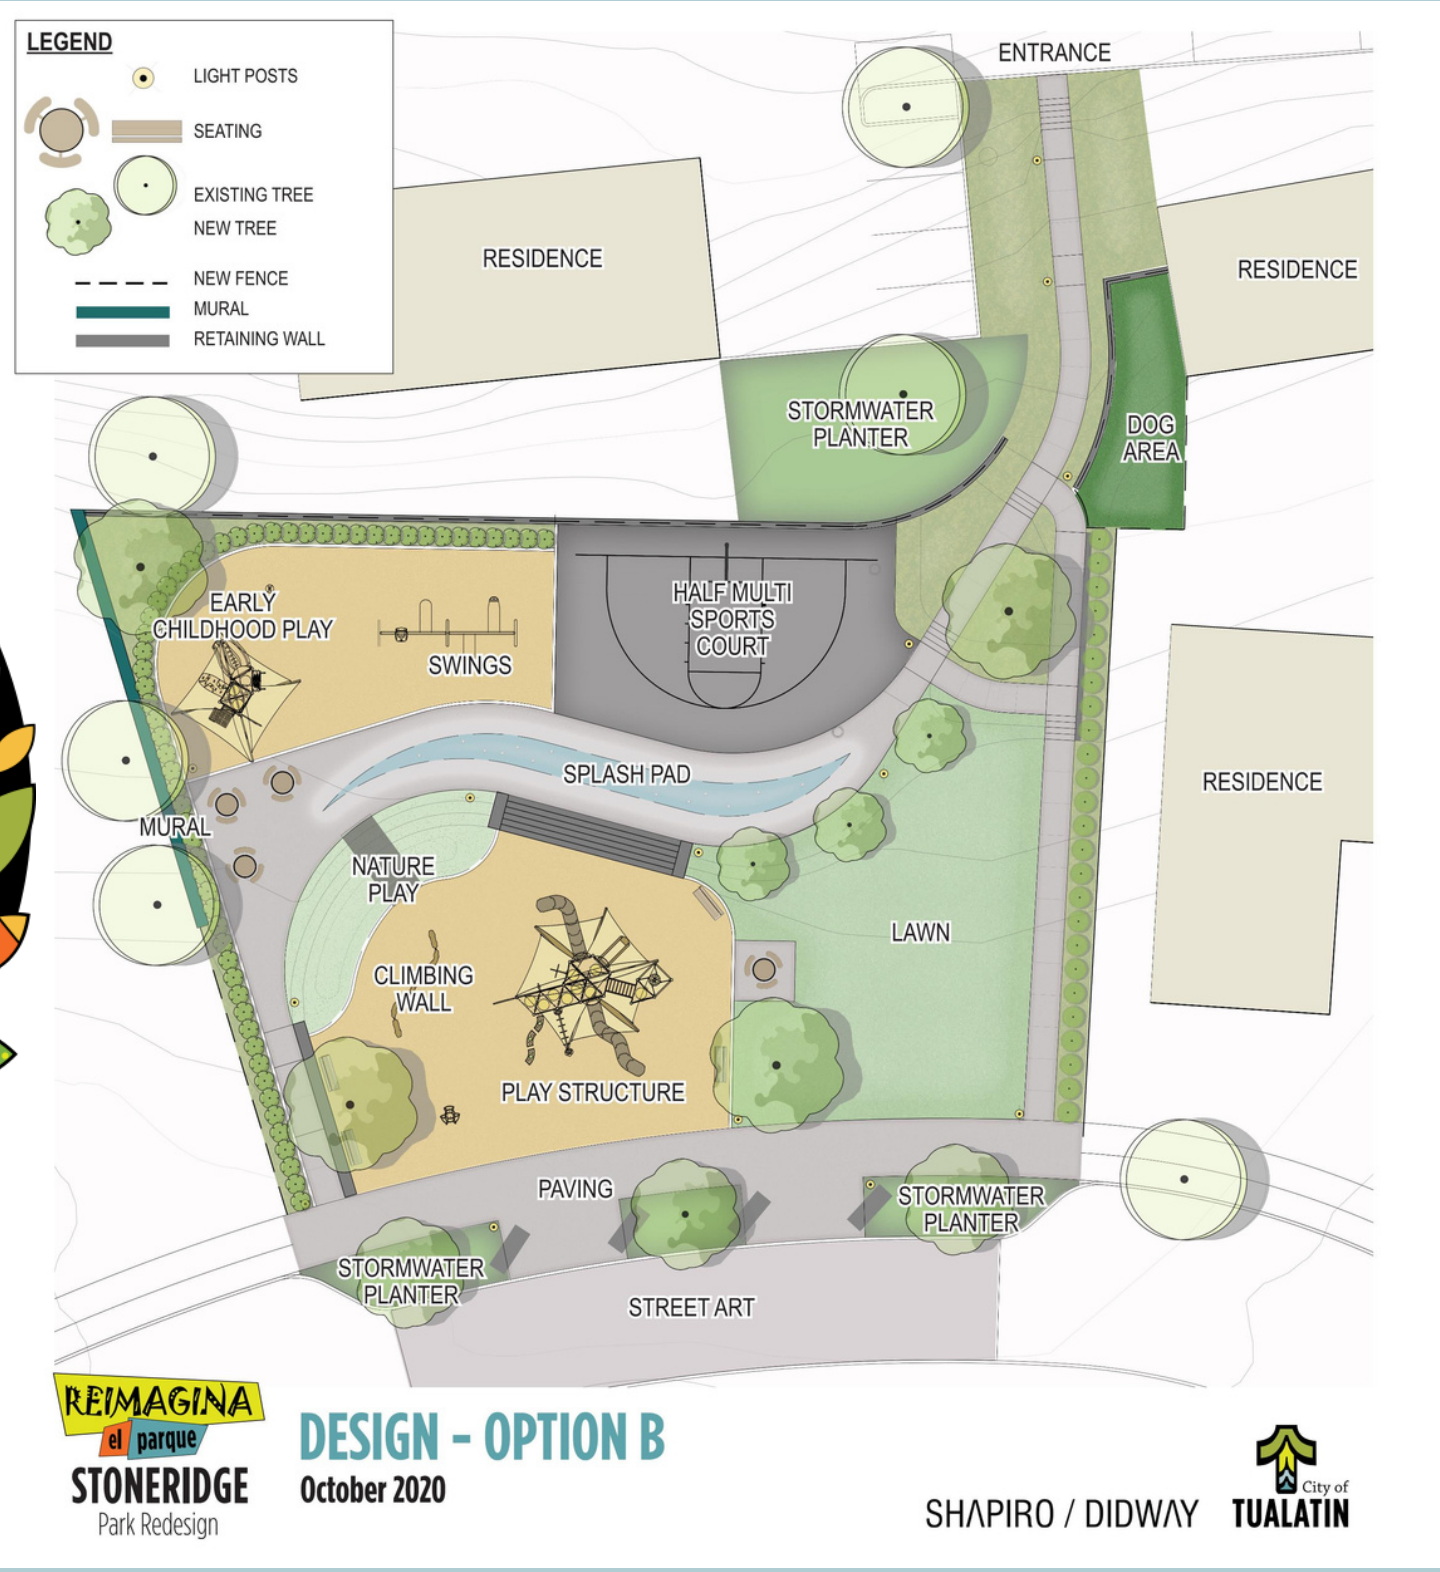 LEGEND
LIGHT POSTS
SEATING
EXISTING TREE
NEW TREE
NEW FENCE
MURAL
RETAINING WALL
ENTRANCE
RESIDENCE
RESIDENCE
STORMWATER
PLANTER
DOG
AREA
EARLY
CHILDHOOD PLAY
SWINGS
HALF MULTI
SPORTS
COURT
SPLASH PAD
RESIDENCE
MURAL
NATURE
PLAY
LAWN
CLIMBING
WALL
PLAY STRUCTURE
PAVING
STORMWATER
PLANTER
STORMWATER
PLANTER
STREET ART
REIMAGINA
el parque
STONERIDGE
Park Redesign
DESIGN - OPTION B
October 2020
SHAPIRO / DIDWAY
City of
TUALATIN